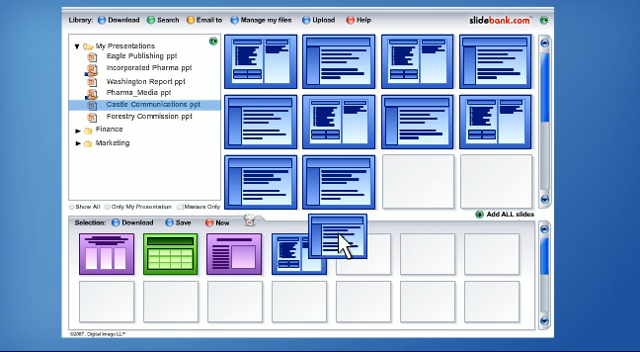 Library: Download Search Email to Manage my files Upload Help slidebank.com
My Presentations
Eagle Publishing ppt
Incorporated Pharma ppt
Washington Report ppt
Pharma_Media ppt
Castle Communications ppt
Forestry Commission ppt
Finance
Marketing
Show All Only My Presentation Masters Only
Add ALL slides
Selection: Download Save New
©2007, Digital Image LLP